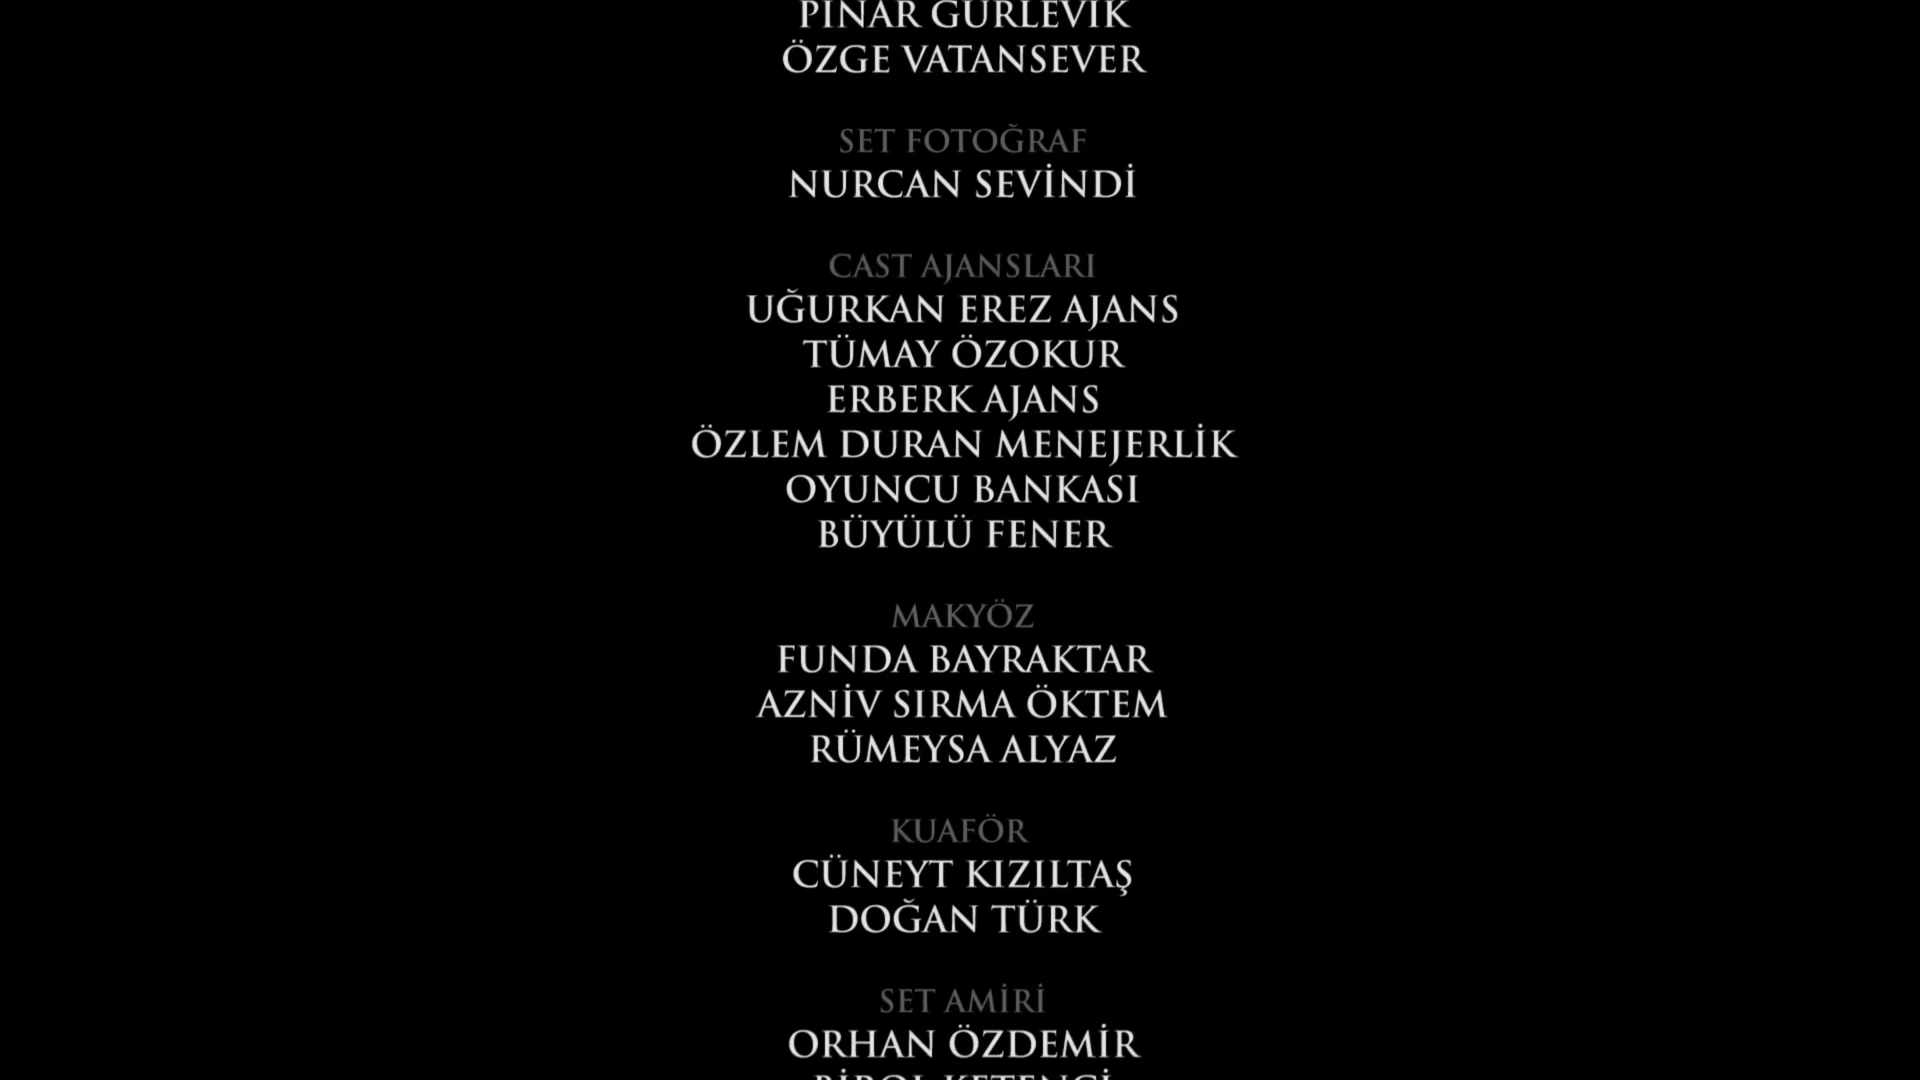 PINAR GÜRLEVİK
ÖZGE VATANSEVER
SET FOTOĞRAF
NURCAN SEVİNDİ
CAST AJANSLARI
UĞURKAN EREZ AJANS
TÜMAY ÖZOKUR
ERBERK AJANS
ÖZLEM DURAN MENEJERLİK
OYUNCU BANKASI
BÜYÜLÜ FENER
MAKYÖZ
FUNDA BAYRAKTAR
AZNİV SIRMA ÖKTEM
RÜMEYSA ALYAZ
KUAFÖR
CÜNEYT KIZILTAŞ
DOĞAN TÜRK
SET AMİRİ
ORHAN ÖZDEMİR